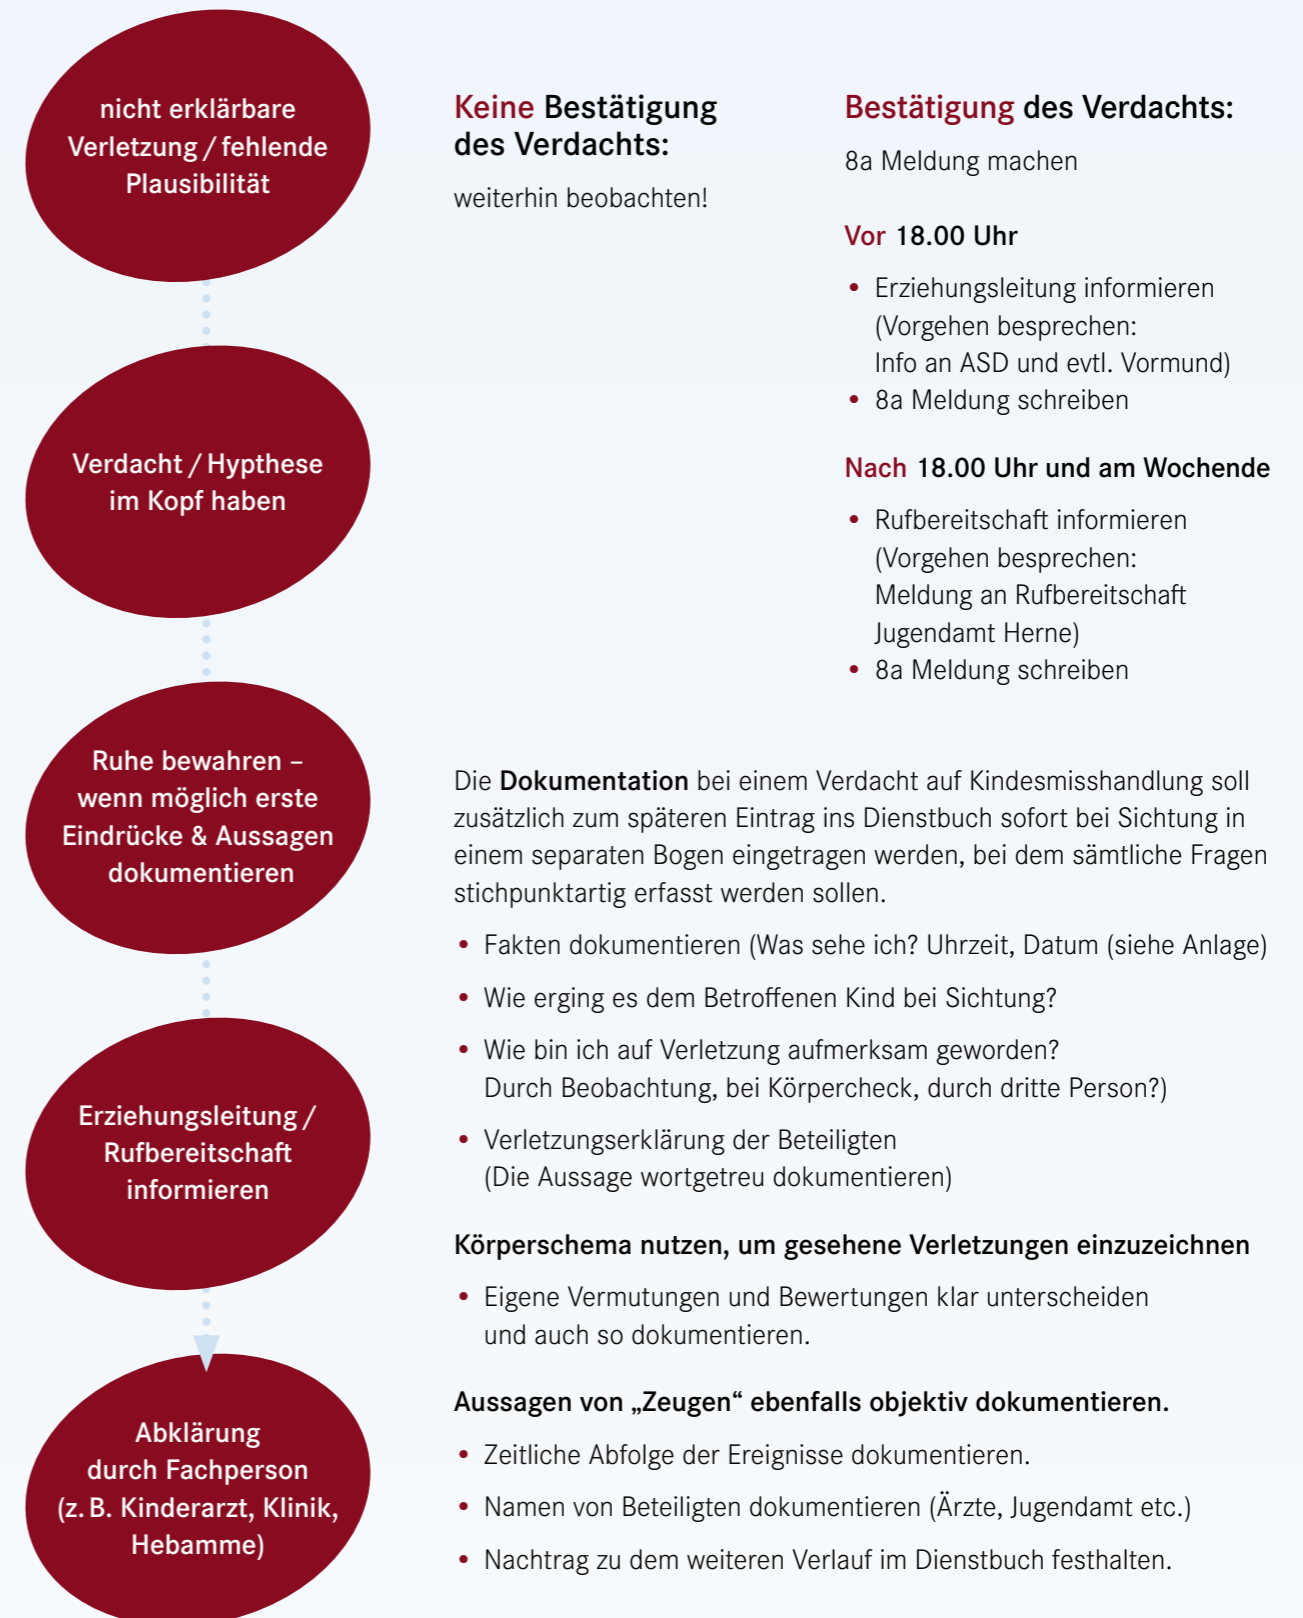 nicht erklärbare
Verletzung / fehlende
Plausibilität
Verdacht / Hypthese
im Kopf haben
Ruhe bewahren –
wenn möglich erste
Eindrücke & Aussagen
dokumentieren
Erziehungsleitung /
Rufbereitschaft
informieren
Abklärung
durch Fachperson
(z. B. Kinderarzt, Klinik,
Hebamme)
Keine Bestätigung
des Verdachts:
weiterhin beobachten!
Bestätigung des Verdachts:
8a Meldung machen
Vor 18.00 Uhr
• Erziehungsleitung informieren
(Vorgehen besprechen:
Info an ASD und evtl. Vormund)
• 8a Meldung schreiben
Nach 18.00 Uhr und am Wochende
• Rufbereitschaft informieren
(Vorgehen besprechen:
Meldung an Rufbereitschaft
Jugendamt Herne)
• 8a Meldung schreiben
Die Dokumentation bei einem Verdacht auf Kindesmisshandlung soll
zusätzlich zum späteren Eintrag ins Dienstbuch sofort bei Sichtung in
einem separaten Bogen eingetragen werden, bei dem sämtliche Fragen
stichpunktartig erfasst werden sollen.
• Fakten dokumentieren (Was sehe ich? Uhrzeit, Datum (siehe Anlage)
• Wie erging es dem Betroffenen Kind bei Sichtung?
• Wie bin ich auf Verletzung aufmerksam geworden?
Durch Beobachtung, bei Körpercheck, durch dritte Person?)
• Verletzungserklärung der Beteiligten
(Die Aussage wortgetreu dokumentieren)
Körperschema nutzen, um gesehene Verletzungen einzuzeichnen
• Eigene Vermutungen und Bewertungen klar unterscheiden
und auch so dokumentieren.
Aussagen von „Zeugen“ ebenfalls objektiv dokumentieren.
• Zeitliche Abfolge der Ereignisse dokumentieren.
• Namen von Beteiligten dokumentieren (Ärzte, Jugendamt etc.)
• Nachtrag zu dem weiteren Verlauf im Dienstbuch festhalten.